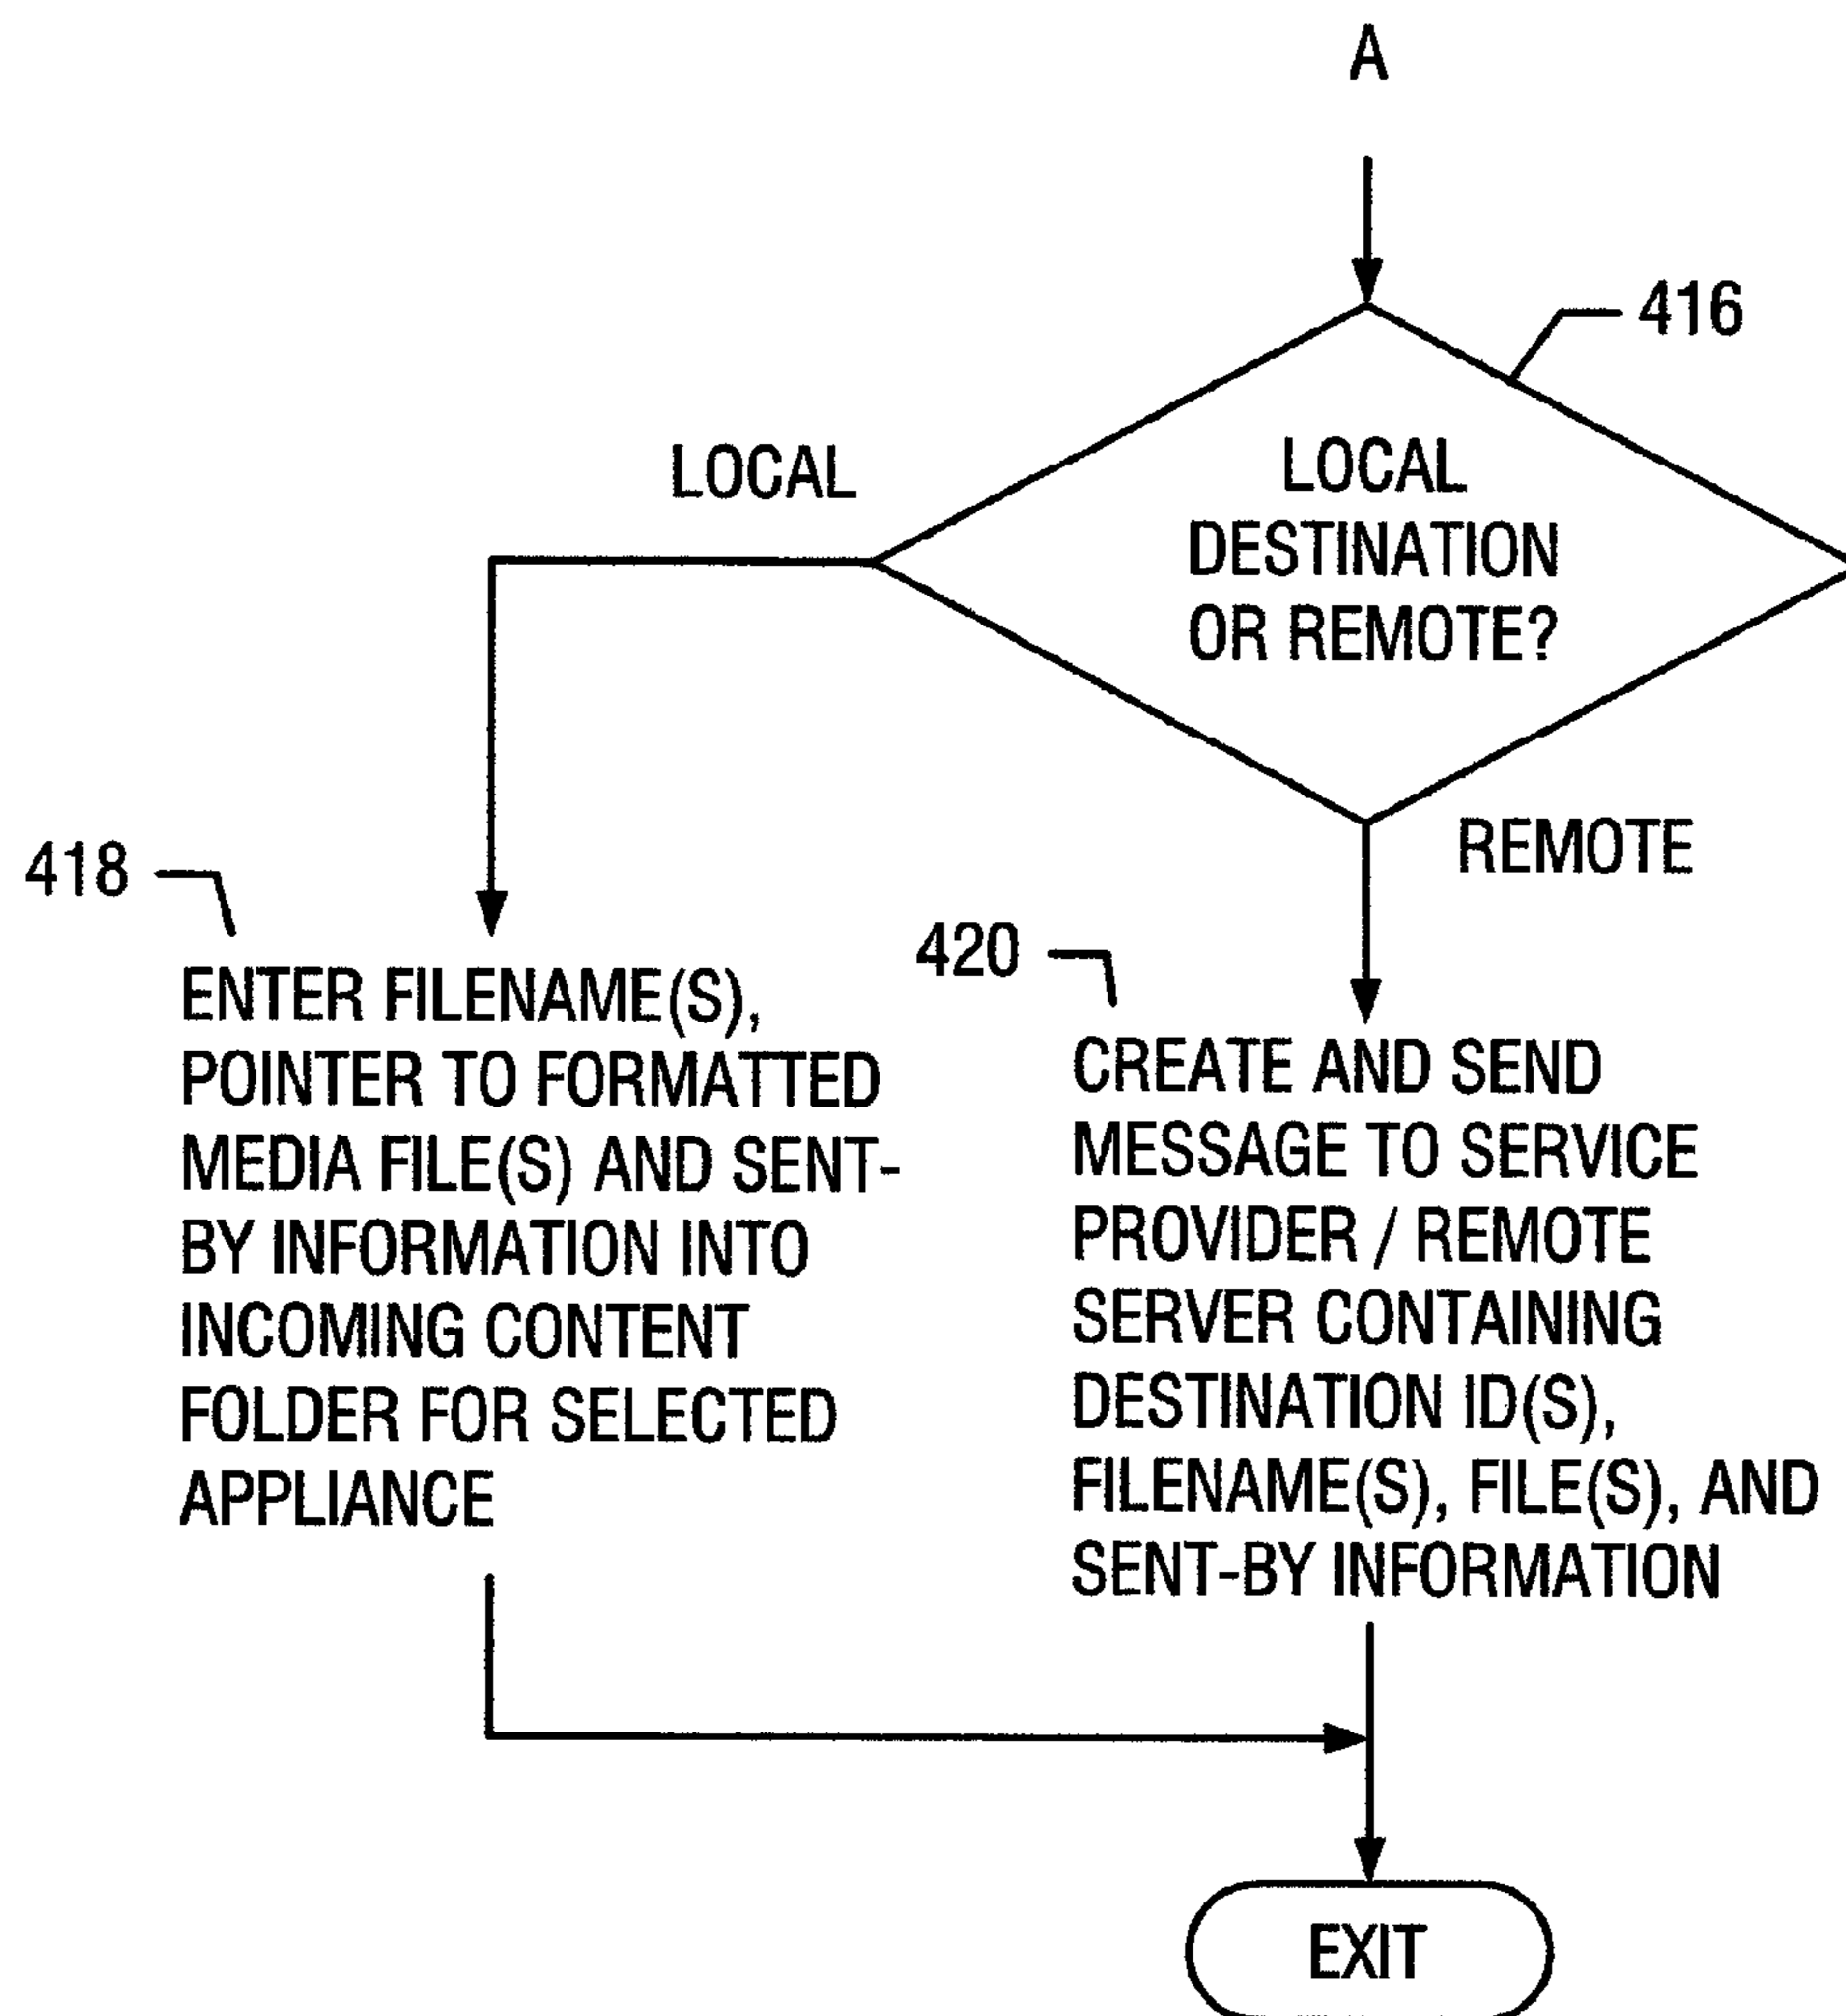 A
416
LOCAL
LOCAL
DESTINATION
OR REMOTE?
REMOTE
418
ENTER FILENAME(S),
POINTER TO FORMATTED
MEDIA FILE(S) AND SENT-
BY INFORMATION INTO
INCOMING CONTENT
FOLDER FOR SELECTED
APPLIANCE
420
CREATE AND SEND
MESSAGE TO SERVICE
PROVIDER / REMOTE
SERVER CONTAINING
DESTINATION ID(S),
FILENAME(S), FILE(S), AND
SENT-BY INFORMATION
EXIT